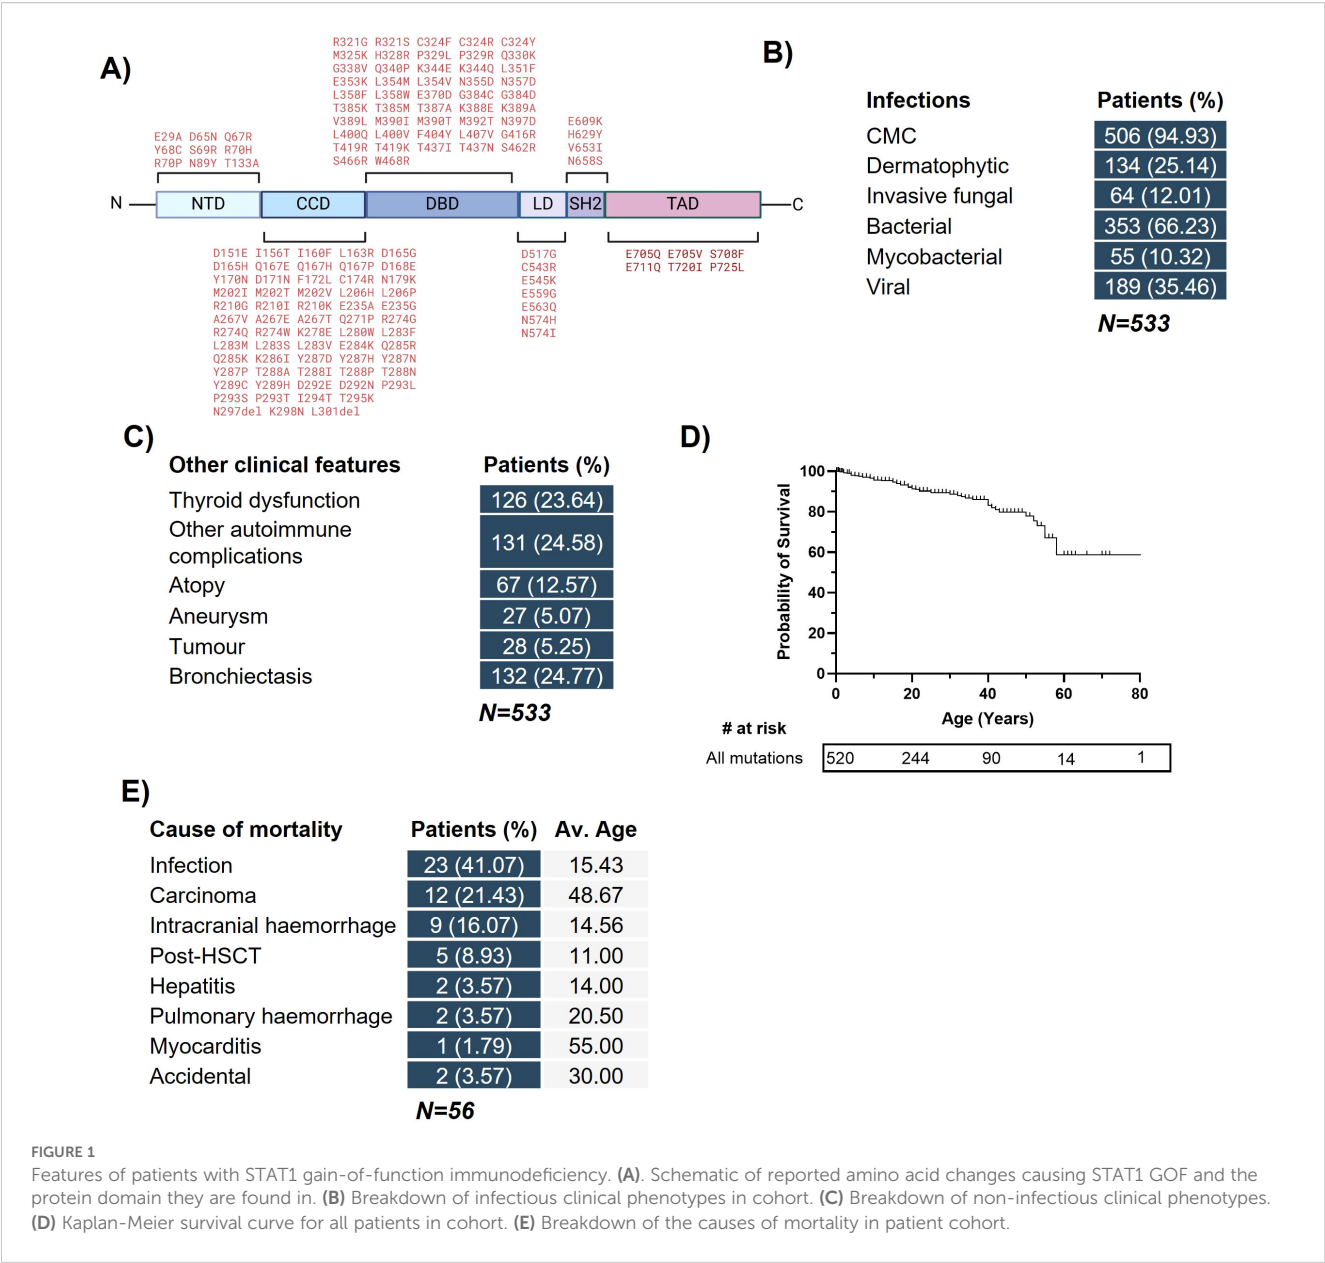 A)
R321G R321S C324F C324R C324Y
M325K H328R P329L P329R Q330K
G338V Q340P K344E K344Q L351F
E353K L354M L354V N355D N357D
L358F L358W E370D G384C G384D
T385K T385M T387A K388E K389A
V389L M390I M390T M392T N397D
L400Q L400V F404Y L407V G416R
T419R T419K T437I T437N S462R
S466R W468R
E29A D65N Q67R
Y68C S69R R70H
R70P N89Y T133A
E609K
H629Y
V653I
N658S
N NTD CCD DBD LD SH2 TAD C
D151E I156T I160F L163R D165G
D165H Q167E Q167H Q167P D168E
Y170N D171N F172L C174R N179K
M202I M202T M202V L206H L206P
R210G R210I R210K E235A E235G
A267V A267E A267T Q271P R274G
R274Q R274W K278E L280W L283F
L283M L283S L283V E284K Q285R
Q285K K286I Y287D Y287H Y287N
Y287P T288A T288I T288P T288N
Y289C Y289H D292E D292N P293L
P293S P293T I294T T295K
N297del K298N L301del
D517G
C543R
E545K
E559G
E563Q
N574H
N574I
E705Q E705V S708F
E711Q T720I P725L
B)
Infections Patients (%)
CMC 506 (94.93)
Dermatophytic 134 (25.14)
Invasive fungal 64 (12.01)
Bacterial 353 (66.23)
Mycobacterial 55 (10.32)
Viral 189 (35.46)
N=533
C)
Other clinical features Patients (%)
Thyroid dysfunction 126 (23.64)
Other autoimmune
complications 131 (24.58)
Atopy 67 (12.57)
Aneurysm 27 (5.07)
Tumour 28 (5.25)
Bronchiectasis 132 (24.77)
N=533
D)
Probability of Survival
100
80
60
40
20
0
0 20 40 60 80
Age (Years)
# at risk
All mutations 520 244 90 14 1
E)
Cause of mortality Patients (%) Av. Age
Infection 23 (41.07) 15.43
Carcinoma 12 (21.43) 48.67
Intracranial haemorrhage 9 (16.07) 14.56
Post-HSCT 5 (8.93) 11.00
Hepatitis 2 (3.57) 14.00
Pulmonary haemorrhage 2 (3.57) 20.50
Myocarditis 1 (1.79) 55.00
Accidental 2 (3.57) 30.00
N=56
FIGURE 1
Features of patients with STAT1 gain-of-function immunodeficiency. (A). Schematic of reported amino acid changes causing STAT1 GOF and the
protein domain they are found in. (B) Breakdown of infectious clinical phenotypes in cohort. (C) Breakdown of non-infectious clinical phenotypes.
(D) Kaplan-Meier survival curve for all patients in cohort. (E) Breakdown of the causes of mortality in patient cohort.